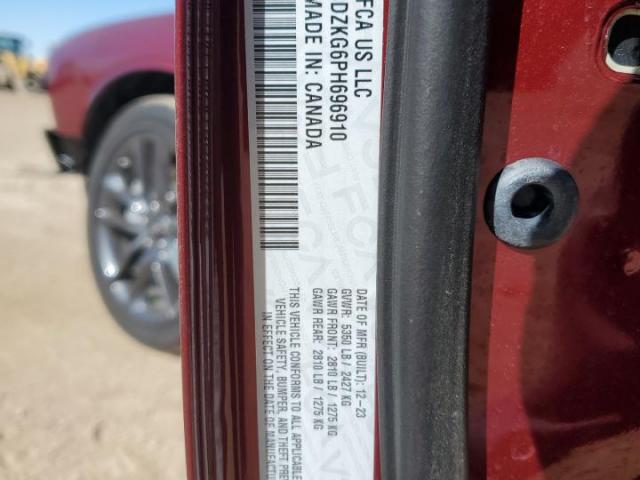 FCA US LLC
DZKG6PH696910
MADE IN: CANADA
DATE OF MFR (BUILT): 12-23
GVWR: 5350 LB / 2427 KG
GAWR FRONT: 2810 LB / 1275 KG
GAWR REAR: 2810 LB / 1275 KG
THIS VEHICLE CONFORMS TO ALL APPLICABLE
VEHICLE SAFETY, BUMPER, AND THEFT PREV
IN EFFECT ON THE DATE OF MANUFACTUR